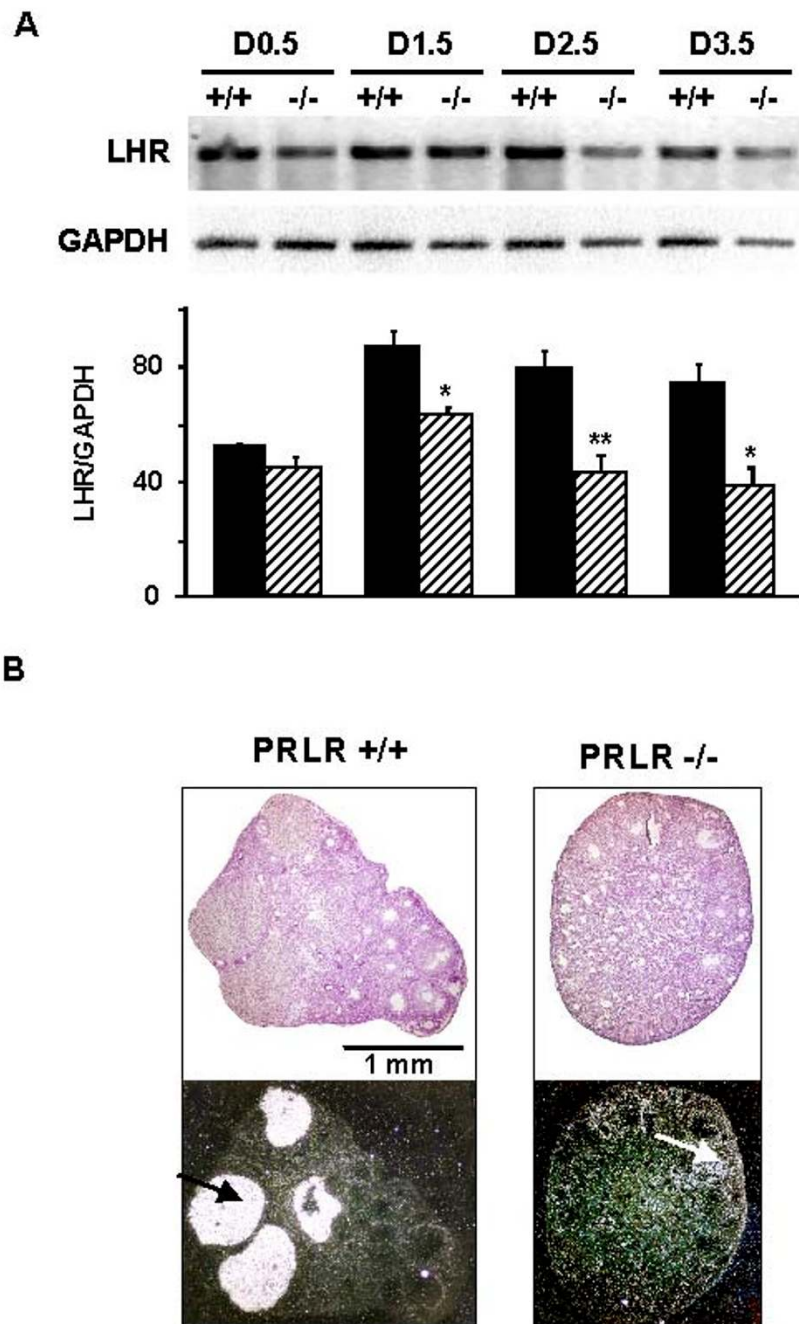 A
D0.5 D1.5 D2.5 D3.5
+/+ -/- +/+ -/- +/+ -/- +/+ -/-
LHR
GAPDH
LHR/GAPDH
80
40
0
*
**
*
B
PRLR +/+ PRLR -/-
1 mm